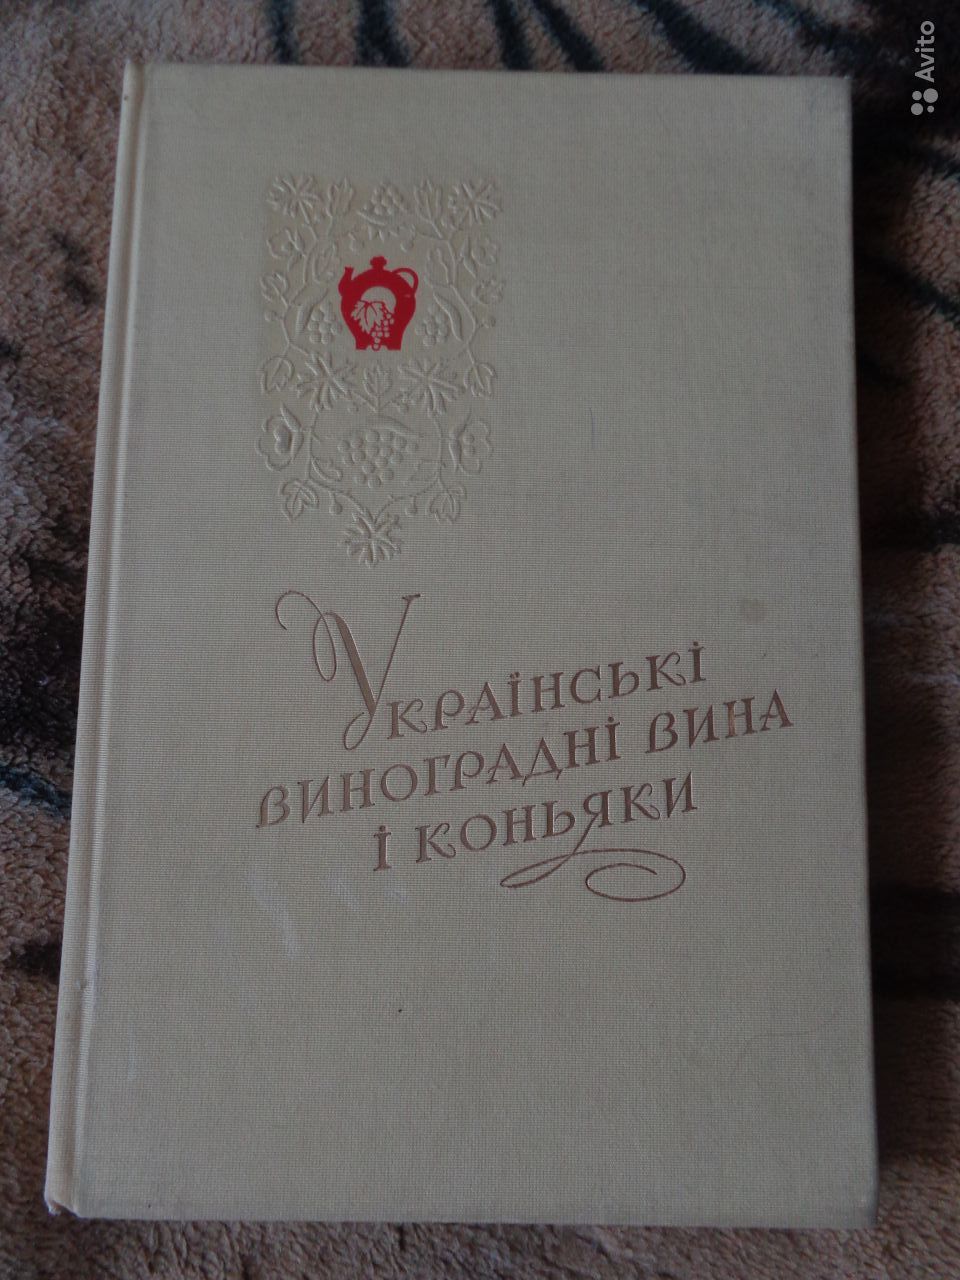 Українські
виноградні вина
і коньяки
Avito